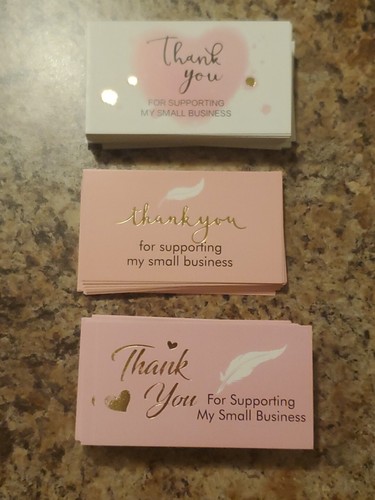 Thank
you
FOR SUPPORTING
MY SMALL BUSINESS
thank you
for supporting
my small business
Thank
You For Supporting
My Small Business